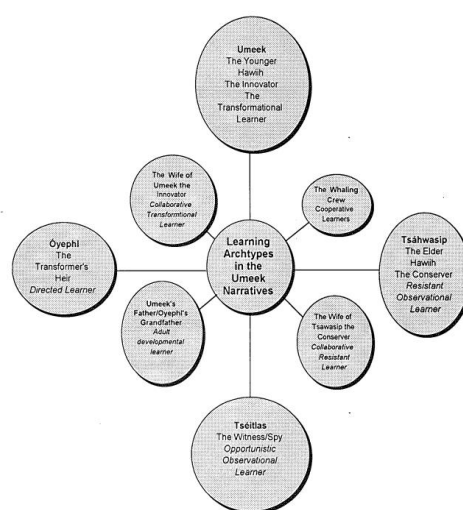 Umeek
The Younger
Hawiih
The Innovator
The
Transformational
Learner
The Wife of
Umeek the
Innovator
Collaborative
Transformtional
Learner
The Whaling
Crew
Cooperative
Learners
Óyephl
The
Transformer's
Heir
Directed Learner
Learning
Archtypes
in the
Umeek
Narratives
Tsáhwasip
The Elder
Hawiih
The Conserver
Resistant
Observational
Learner
Umeek's
Father/Oyephl's
Grandfather
Adult
developmental
learner
The Wife of
Tsawasip the
Conserver
Collaborative
Resistant
Learner
Tséitlas
The Witness/Spy
Opportunistic
Observational
Learner